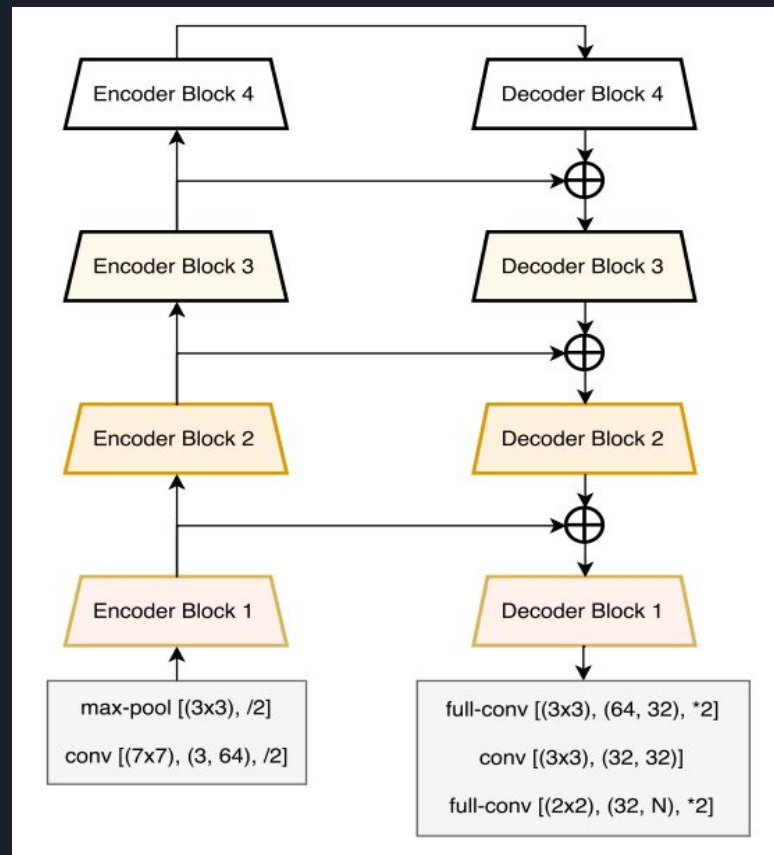 Encoder Block 4
Decoder Block 4
Encoder Block 3
Decoder Block 3
Encoder Block 2
Decoder Block 2
Encoder Block 1
Decoder Block 1
max-pool [(3x3), /2]
conv [(7x7), (3, 64), /2]
full-conv [(3x3), (64, 32), *2]
conv [(3x3), (32, 32)]
full-conv [(2x2), (32, N), *2]